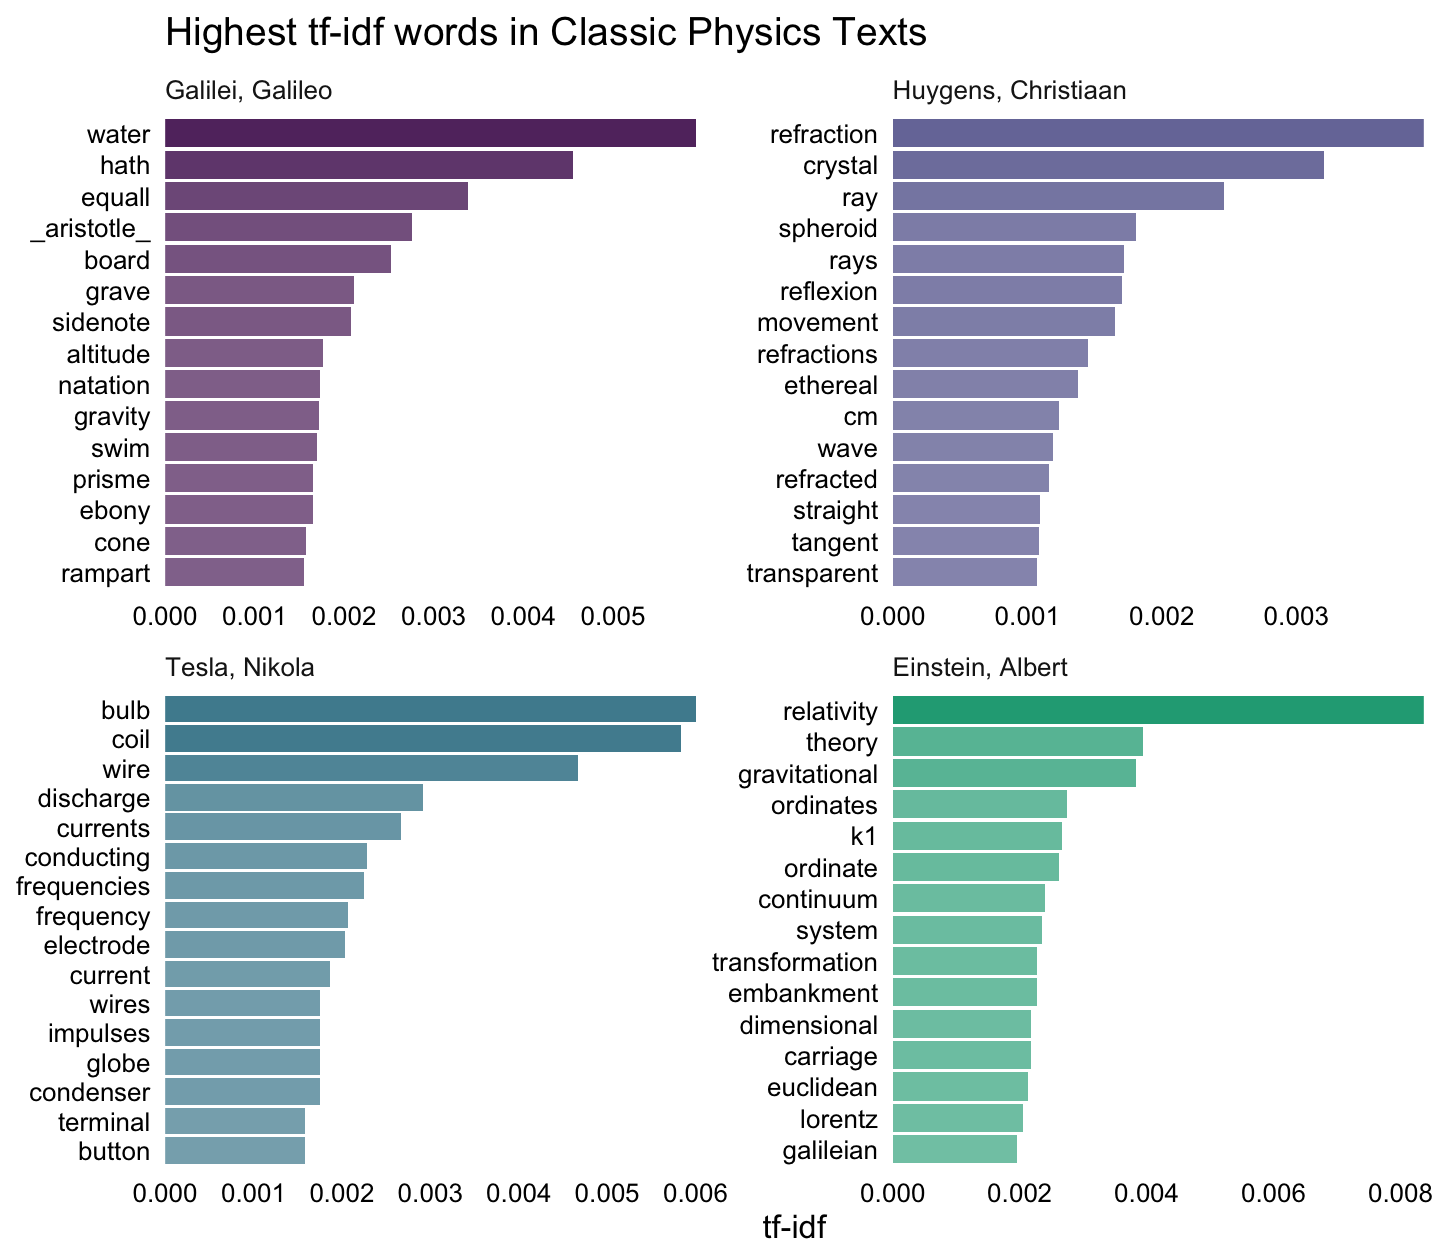 Highest tf-idf words in Classic Physics Texts
Galilei, Galileo
water
hath
equall
_aristotle_
board
grave
sidenote
altitude
natation
gravity
swim
prisme
ebony
cone
rampart
0.000 0.001 0.002 0.003 0.004 0.005
Huygens, Christiaan
refraction
crystal
ray
spheroid
rays
reflexion
movement
refractions
ethereal
cm
wave
refracted
straight
tangent
transparent
0.000 0.001 0.002 0.003
Tesla, Nikola
bulb
coil
wire
discharge
currents
conducting
frequencies
frequency
electrode
current
wires
impulses
globe
condenser
terminal
button
0.000 0.001 0.002 0.003 0.004 0.005 0.006
Einstein, Albert
relativity
theory
gravitational
ordinates
k1
ordinate
continuum
system
transformation
embankment
dimensional
carriage
euclidean
lorentz
galileian
0.000 0.002 0.004 0.006 0.008
tf-idf